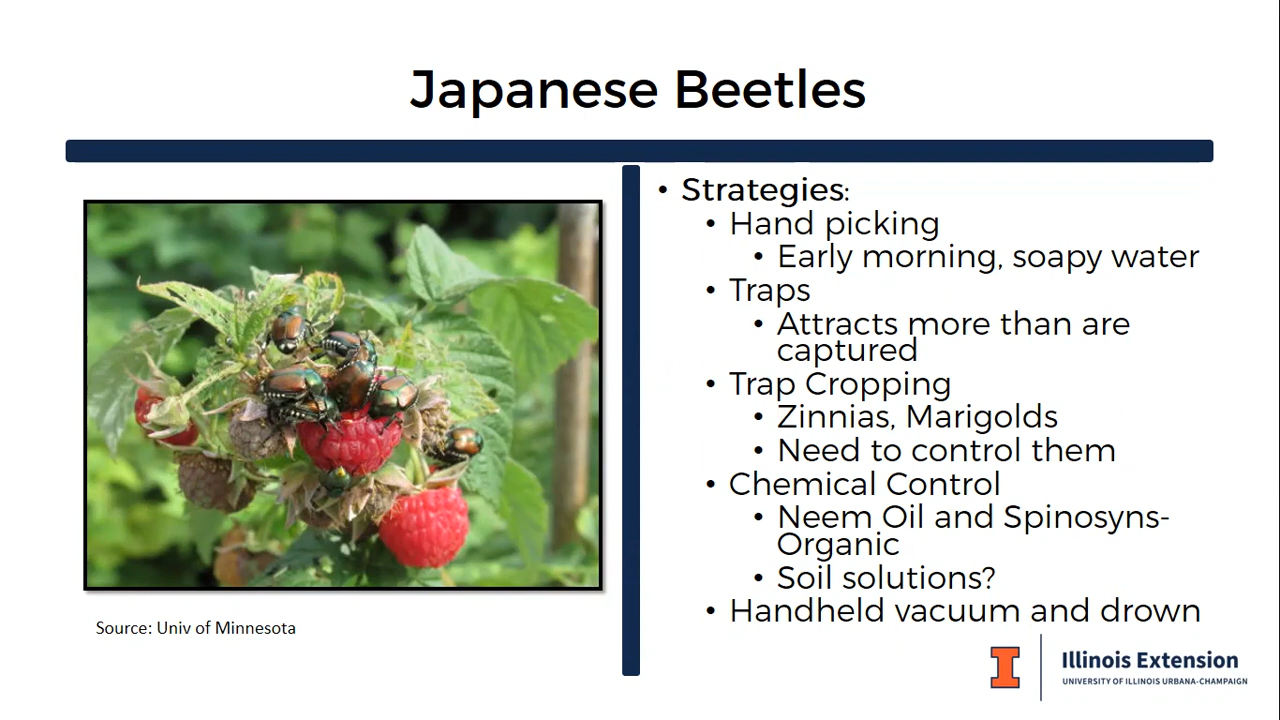 Japanese Beetles
• Strategies:
• Hand picking
• Early morning, soapy water
• Traps
• Attracts more than are
captured
• Trap Cropping
• Zinnias, Marigolds
• Need to control them
• Chemical Control
• Neem Oil and Spinosyns-
Organic
• Soil solutions?
• Handheld vacuum and drown
Source: Univ of Minnesota
I
Illinois Extension
UNIVERSITY OF ILLINOIS URBANA-CHAMPAIGN